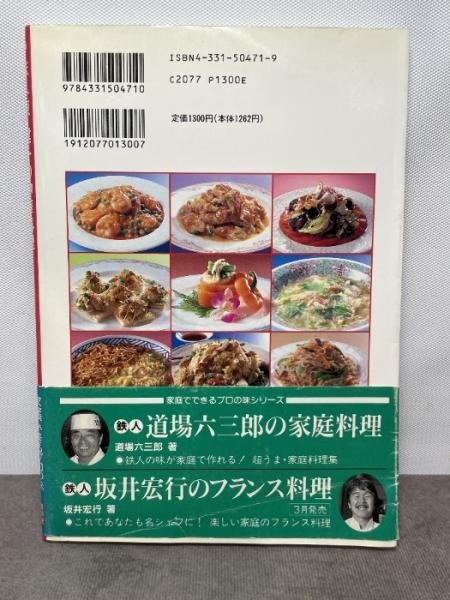 ISBN4-331-50471-9
C2077 P1300E
9784331504710
定価1300円(本体1262円)
1912077013007
家庭でできるプロの味シリーズ
鉄人 道場六三郎の家庭料理
道場六三郎 著
●鉄人の味が家庭で作れる! 超うま・家庭料理集
鉄人 坂井宏行のフランス料理
坂井宏行 著
●これであなたも名シェフに! 楽しい家庭のフランス料理
3月発売